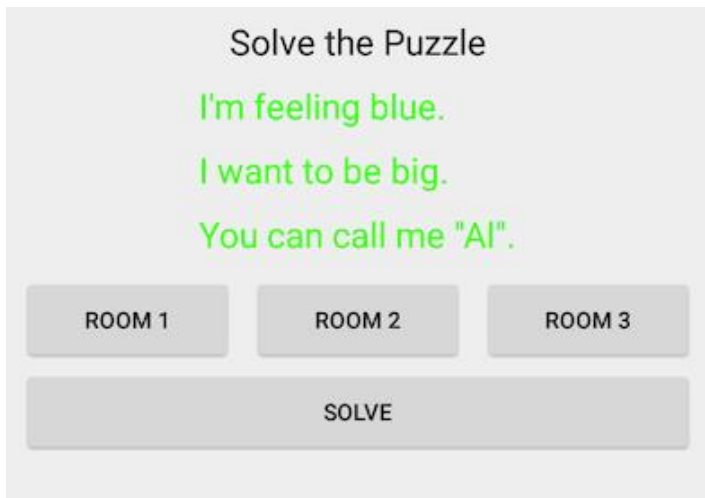 Solve the Puzzle
I'm feeling blue.
I want to be big.
You can call me "Al".
ROOM 1 ROOM 2 ROOM 3
SOLVE